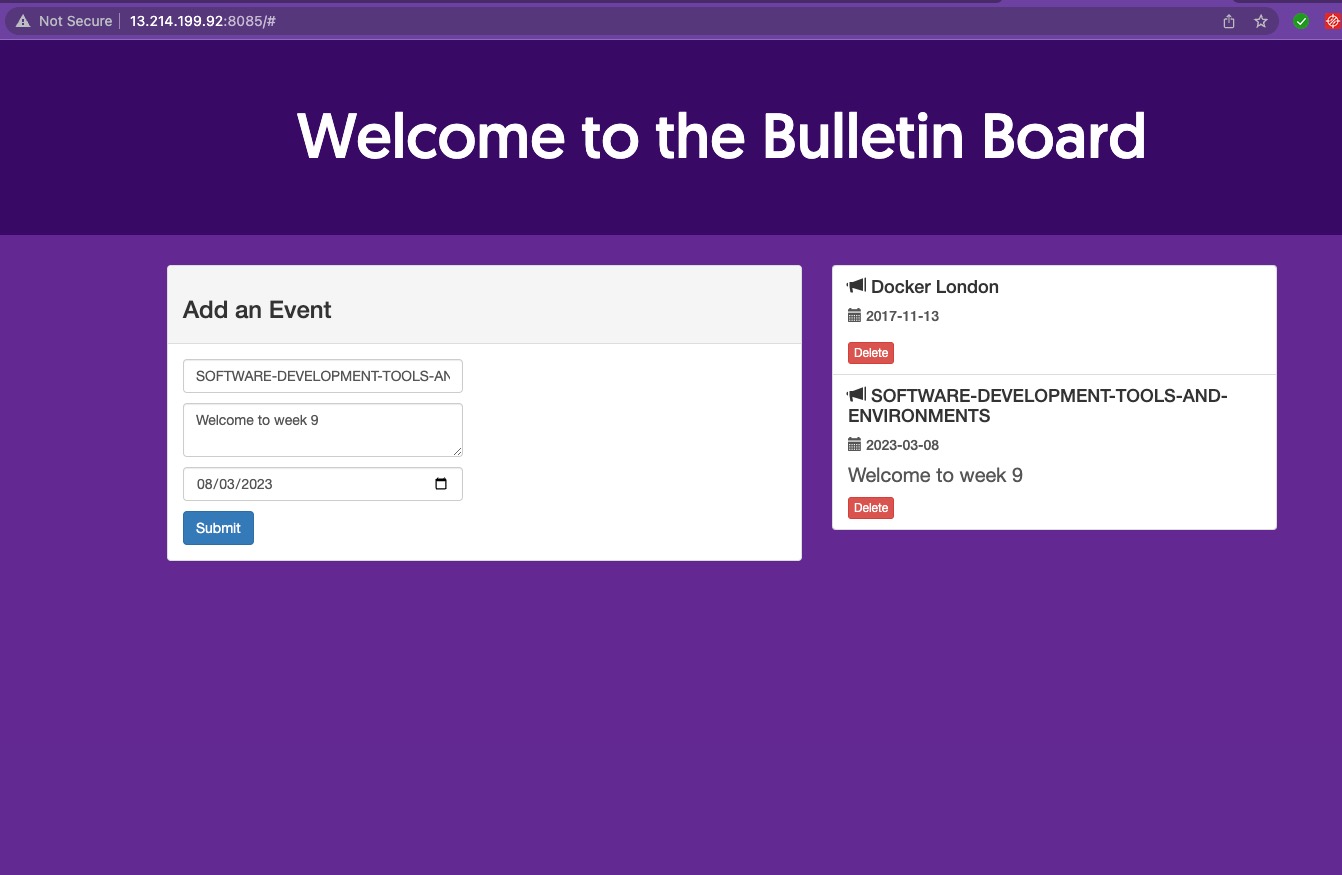 Not Secure 13.214.199.92:8085/#
Welcome to the Bulletin Board
Add an Event
SOFTWARE-DEVELOPMENT-TOOLS-AN
Welcome to week 9
08/03/2023
Submit
Docker London
2017-11-13
Delete
SOFTWARE-DEVELOPMENT-TOOLS-AND-
ENVIRONMENTS
2023-03-08
Welcome to week 9
Delete